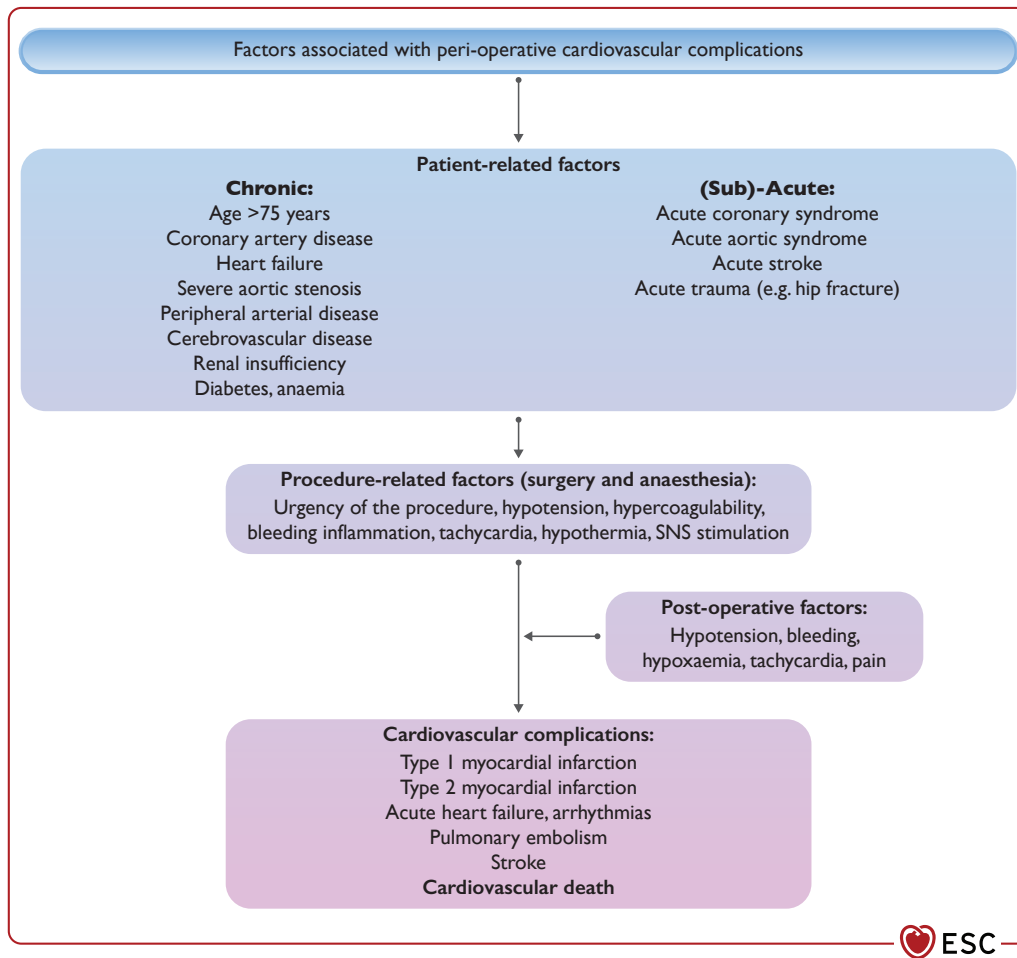 Factors associated with peri-operative cardiovascular complications
Patient-related factors
Chronic:
Age >75 years
Coronary artery disease
Heart failure
Severe aortic stenosis
Peripheral arterial disease
Cerebrovascular disease
Renal insufficiency
Diabetes, anaemia
(Sub)-Acute:
Acute coronary syndrome
Acute aortic syndrome
Acute stroke
Acute trauma (e.g. hip fracture)
Procedure-related factors (surgery and anaesthesia):
Urgency of the procedure, hypotension, hypercoagulability,
bleeding inflammation, tachycardia, hypothermia, SNS stimulation
Post-operative factors:
Hypotension, bleeding,
hypoxaemia, tachycardia, pain
Cardiovascular complications:
Type 1 myocardial infarction
Type 2 myocardial infarction
Acute heart failure, arrhythmias
Pulmonary embolism
Stroke
Cardiovascular death
ESC